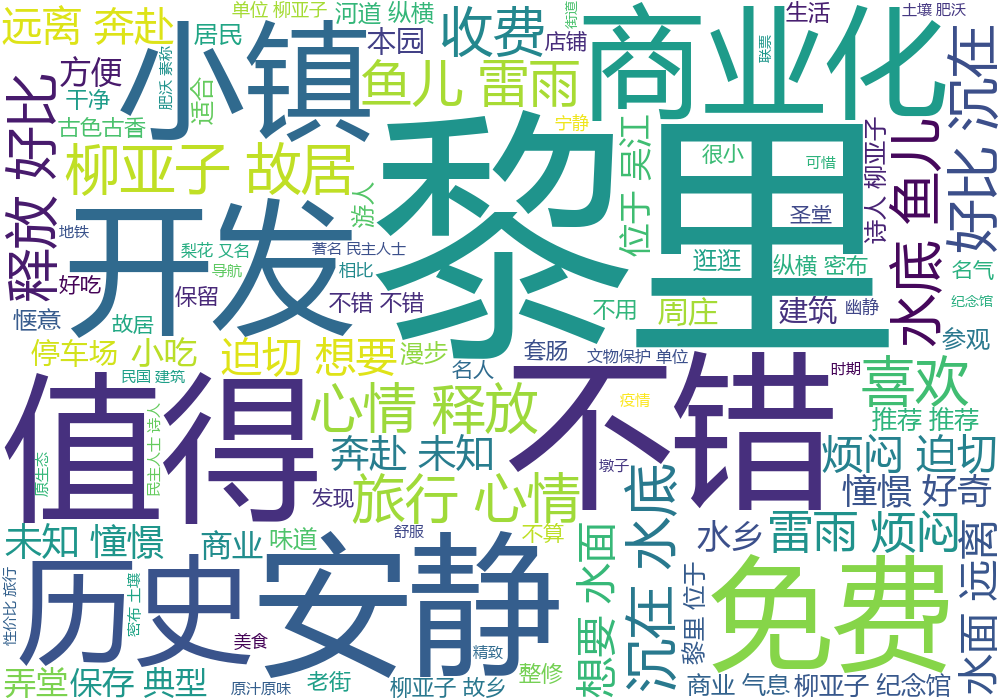 单位 柳亚子
河道 纵横
街道
生活
土壤 肥沃
远离 奔赴
小镇
居民
本园
收费
店铺
商业化
联票
方便
肥沃 素称
适合
鱼儿 雷雨
好比 沉在
释放 好比
干净
古色古香
宁静
黎里
位于 吴江
很小
可惜
诗人 柳亚子
水底 鱼儿
柳亚子 故居
游人
圣堂
开发
地铁
梨花 又名
著名 民主人士
导航
相比
逛逛
纵横 密布
名气
好吃
保留
不错 不错
不用
周庄
建筑
幽静
纪念馆
惬意
故居
参观
停车场
小吃
迫切 想要
漫步
套肠
文物保护 单位
名人
时期
民国 建筑
值得
心情 释放
不错
疫情
喜欢
推荐 推荐
民主人士 诗人
原生态
奔赴 未知
墩子
烦闷 迫切
发现
旅行 心情
沉在 水底
憧憬 好奇
未知 憧憬
商业
味道
舒服
不算
水乡
雷雨 烦闷
水面 远离
性价比 旅行
历史
密布 土壤
安静
想要 水面
黎里 位于
免费
美食
精致
整修
弄堂
保存 典型
原汁原味
老街
柳亚子 故乡
商业 气息
柳亚子 纪念馆